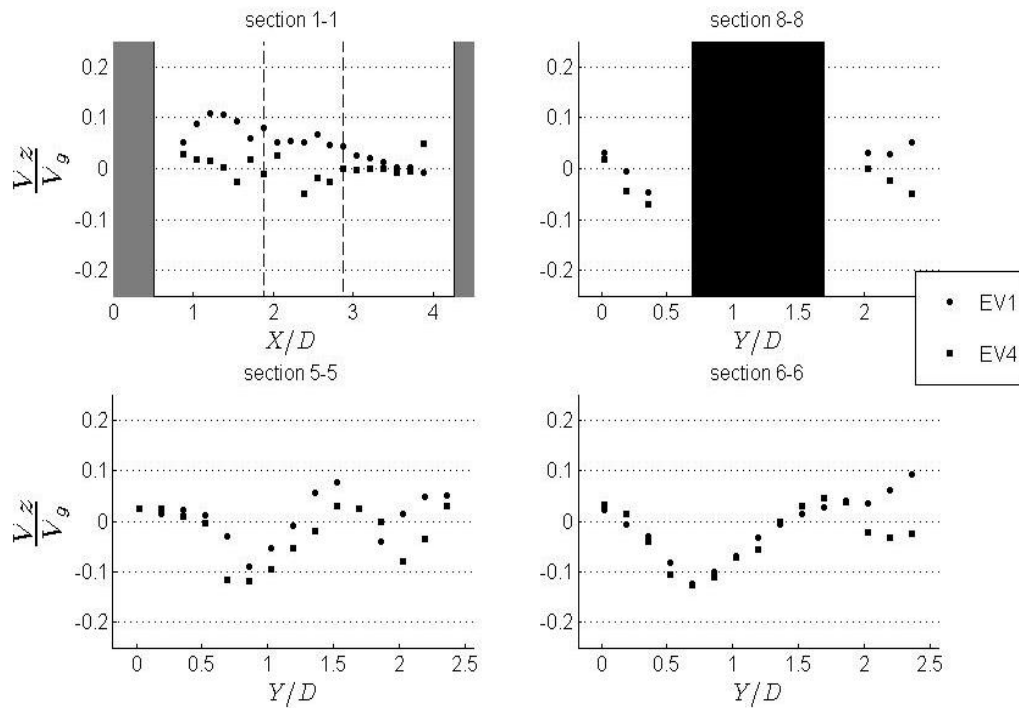 section 1-1
0.2
0.1
0
-0.1
-0.2
Vz
Vg
0 1 2 3 4
X/D
section 8-8
0.2
0.1
0
-0.1
-0.2
0 0.5 1 1.5 2
Y/D
EV1
EV4
section 5-5
0.2
0.1
0
-0.1
-0.2
Vz
Vg
0 0.5 1 1.5 2 2.5
Y/D
section 6-6
0.2
0.1
0
-0.1
-0.2
0 0.5 1 1.5 2 2.5
Y/D